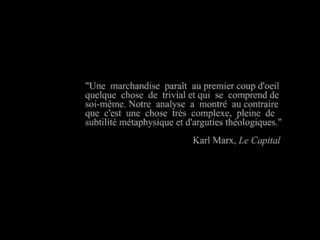 "Une marchandise paraît au premier coup d'oeil
quelque chose de trivial et qui se comprend de
soi-même. Notre analyse a montré au contraire
que c'est une chose très complexe, pleine de
subtilité métaphysique et d'arguties théologiques."
Karl Marx, Le Capital